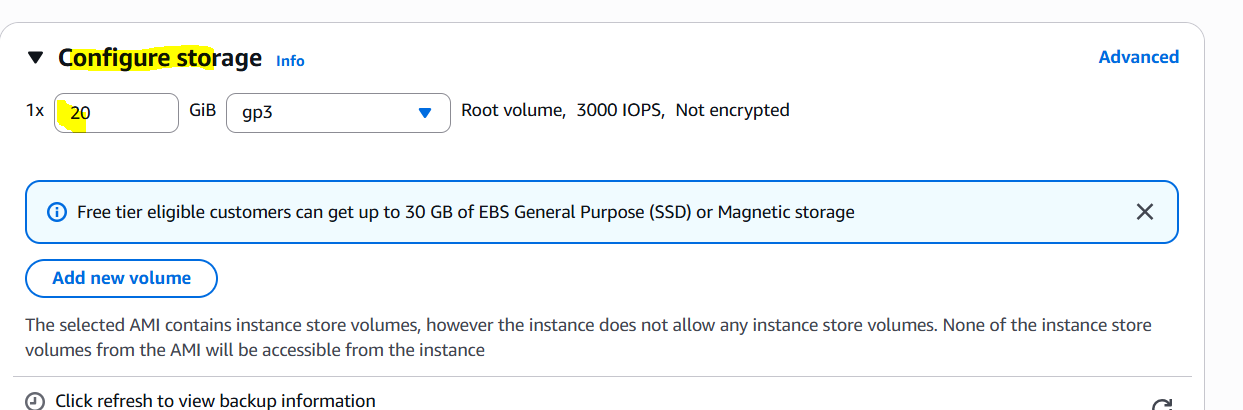 Configure storage Info Advanced
1x 20 GiB gp3 Root volume, 3000 IOPS, Not encrypted
Free tier eligible customers can get up to 30 GB of EBS General Purpose (SSD) or Magnetic storage
Add new volume
The selected AMI contains instance store volumes, however the instance does not allow any instance store volumes. None of the instance store
volumes from the AMI will be accessible from the instance
Click refresh to view backup information